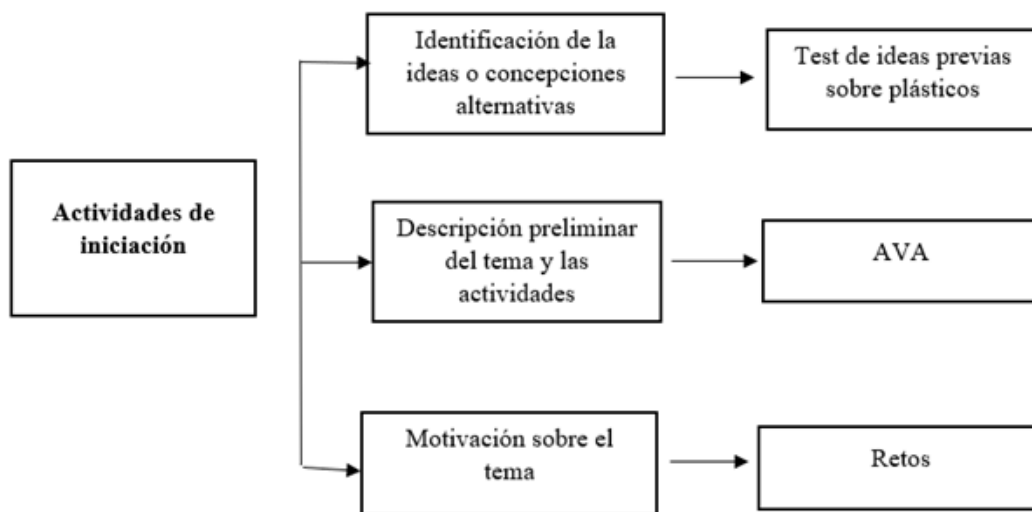 Identificación de la
ideas o concepciones
alternativas
Test de ideas previas
sobre plásticos
Actividades de
iniciación
Descripción preliminar
del tema y las
actividades
AVA
Motivación sobre el
tema
Retos